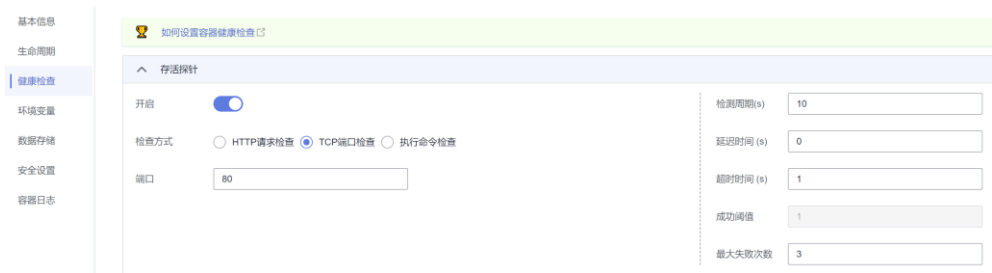 基本信息
生命周期
健康检查
环境变量
数据存储
安全设置
容器日志
如何设置容器健康检查
存活探针
开启
检查方式
HTTP请求检查 TCP端口检查 执行命令检查
端口 80
检测周期(s) 10
延迟时间 (s) 0
超时时间 (s) 1
成功阈值 1
最大失败次数 3